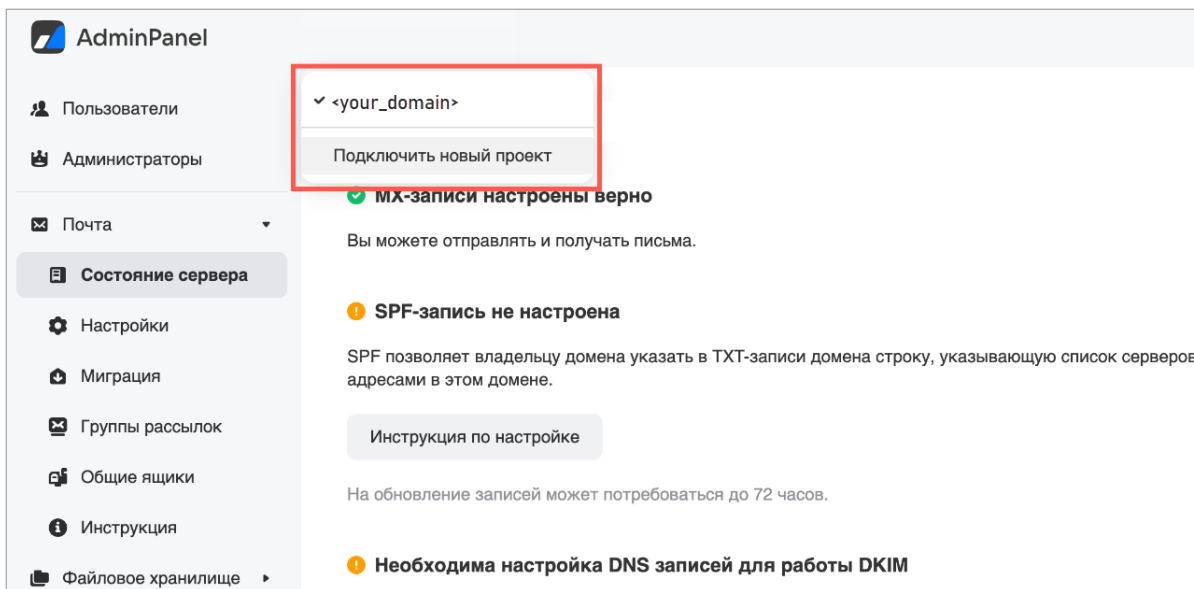 AdminPanel
Пользователи
Администраторы
Почта
Состояние сервера
Настройки
Миграция
Группы рассылок
Общие ящики
Инструкция
Файловое хранилище
<your_domain>
Подключить новый проект
MX-записи настроены верно
Вы можете отправлять и получать письма.
SPF-запись не настроена
SPF позволяет владельцу домена указать в TXT-записи домена строку, указывающую список серверов
адресами в этом домене.
Инструкция по настройке
На обновление записей может потребоваться до 72 часов.
Необходима настройка DNS записей для работы DKIM